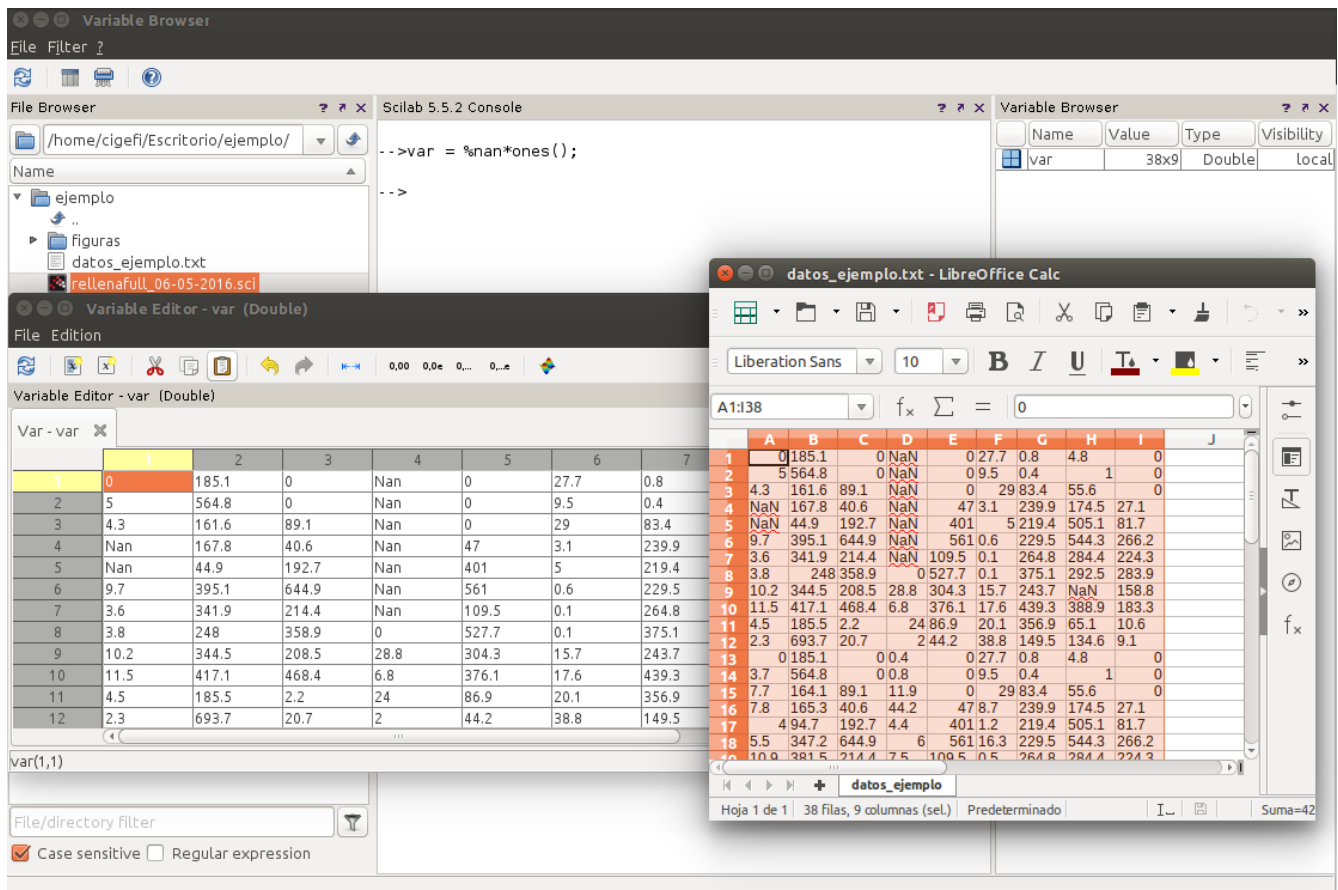 Variable Browser
File Filter ?
File Browser ? X
Scilab 5.5.2 Console ? X
Variable Browser ? X
/home/cigefi/Escritorio/ejemplo/
Name
ejemplo
..
figuras
datos_ejemplo.txt
rellenafull_06-05-2016.sci
-->var = %nan*ones();
-->
Name Value Type Visibility
var 38x9 Double local
Variable Editor - var (Double)
File Edition
0,00 0,0e 0,... 0,...e
Variable Editor - var (Double)
Var - var
1 2 3 4 5 6 7
1 0 185.1 0 Nan 0 27.7 0.8
2 5 564.8 0 Nan 0 9.5 0.4
3 4.3 161.6 89.1 Nan 0 29 83.4
4 Nan 167.8 40.6 Nan 47 3.1 239.9
5 Nan 44.9 192.7 Nan 401 5 219.4
6 9.7 395.1 644.9 Nan 561 0.6 229.5
7 3.6 341.9 214.4 Nan 109.5 0.1 264.8
8 3.8 248 358.9 0 527.7 0.1 375.1
9 10.2 344.5 208.5 28.8 304.3 15.7 243.7
10 11.5 417.1 468.4 6.8 376.1 17.6 439.3
11 4.5 185.5 2.2 24 86.9 20.1 356.9
12 2.3 693.7 20.7 2 44.2 38.8 149.5
var(1,1)
File/directory filter
Case sensitive Regular expression
datos_ejemplo.txt - LibreOffice Calc
Liberation Sans 10 B I U
A1:I38 fx Σ = 0
A B C D E F G H I J
1 0 185.1 0 NaN 0 27.7 0.8 4.8 0
2 5 564.8 0 NaN 0 9.5 0.4 1 0
3 4.3 161.6 89.1 NaN 0 29 83.4 55.6 0
4 NaN 167.8 40.6 NaN 47 3.1 239.9 174.5 27.1
5 NaN 44.9 192.7 NaN 401 5 219.4 505.1 81.7
6 9.7 395.1 644.9 NaN 561 0.6 229.5 544.3 266.2
7 3.6 341.9 214.4 NaN 109.5 0.1 264.8 284.4 224.3
8 3.8 248 358.9 0 527.7 0.1 375.1 292.5 283.9
9 10.2 344.5 208.5 28.8 304.3 15.7 243.7 NaN 158.8
10 11.5 417.1 468.4 6.8 376.1 17.6 439.3 388.9 183.3
11 4.5 185.5 2.2 24 86.9 20.1 356.9 65.1 10.6
12 2.3 693.7 20.7 2 44.2 38.8 149.5 134.6 9.1
13 0 185.1 0 0.4 0 27.7 0.8 4.8 0
14 3.7 564.8 0 0.8 0 9.5 0.4 1 0
15 7.7 164.1 89.1 11.9 0 29 83.4 55.6 0
16 7.8 165.3 40.6 44.2 47 8.7 239.9 174.5 27.1
17 4 94.7 192.7 4.4 401 1.2 219.4 505.1 81.7
18 5.5 347.2 644.9 6 561 16.3 229.5 544.3 266.2
19 10.9 381.5 214.4 7.5 109.5 0.5 264.8 284.4 224.3
datos_ejemplo
Hoja 1 de 1 38 filas, 9 columnas (sel.) Predeterminado Suma=42